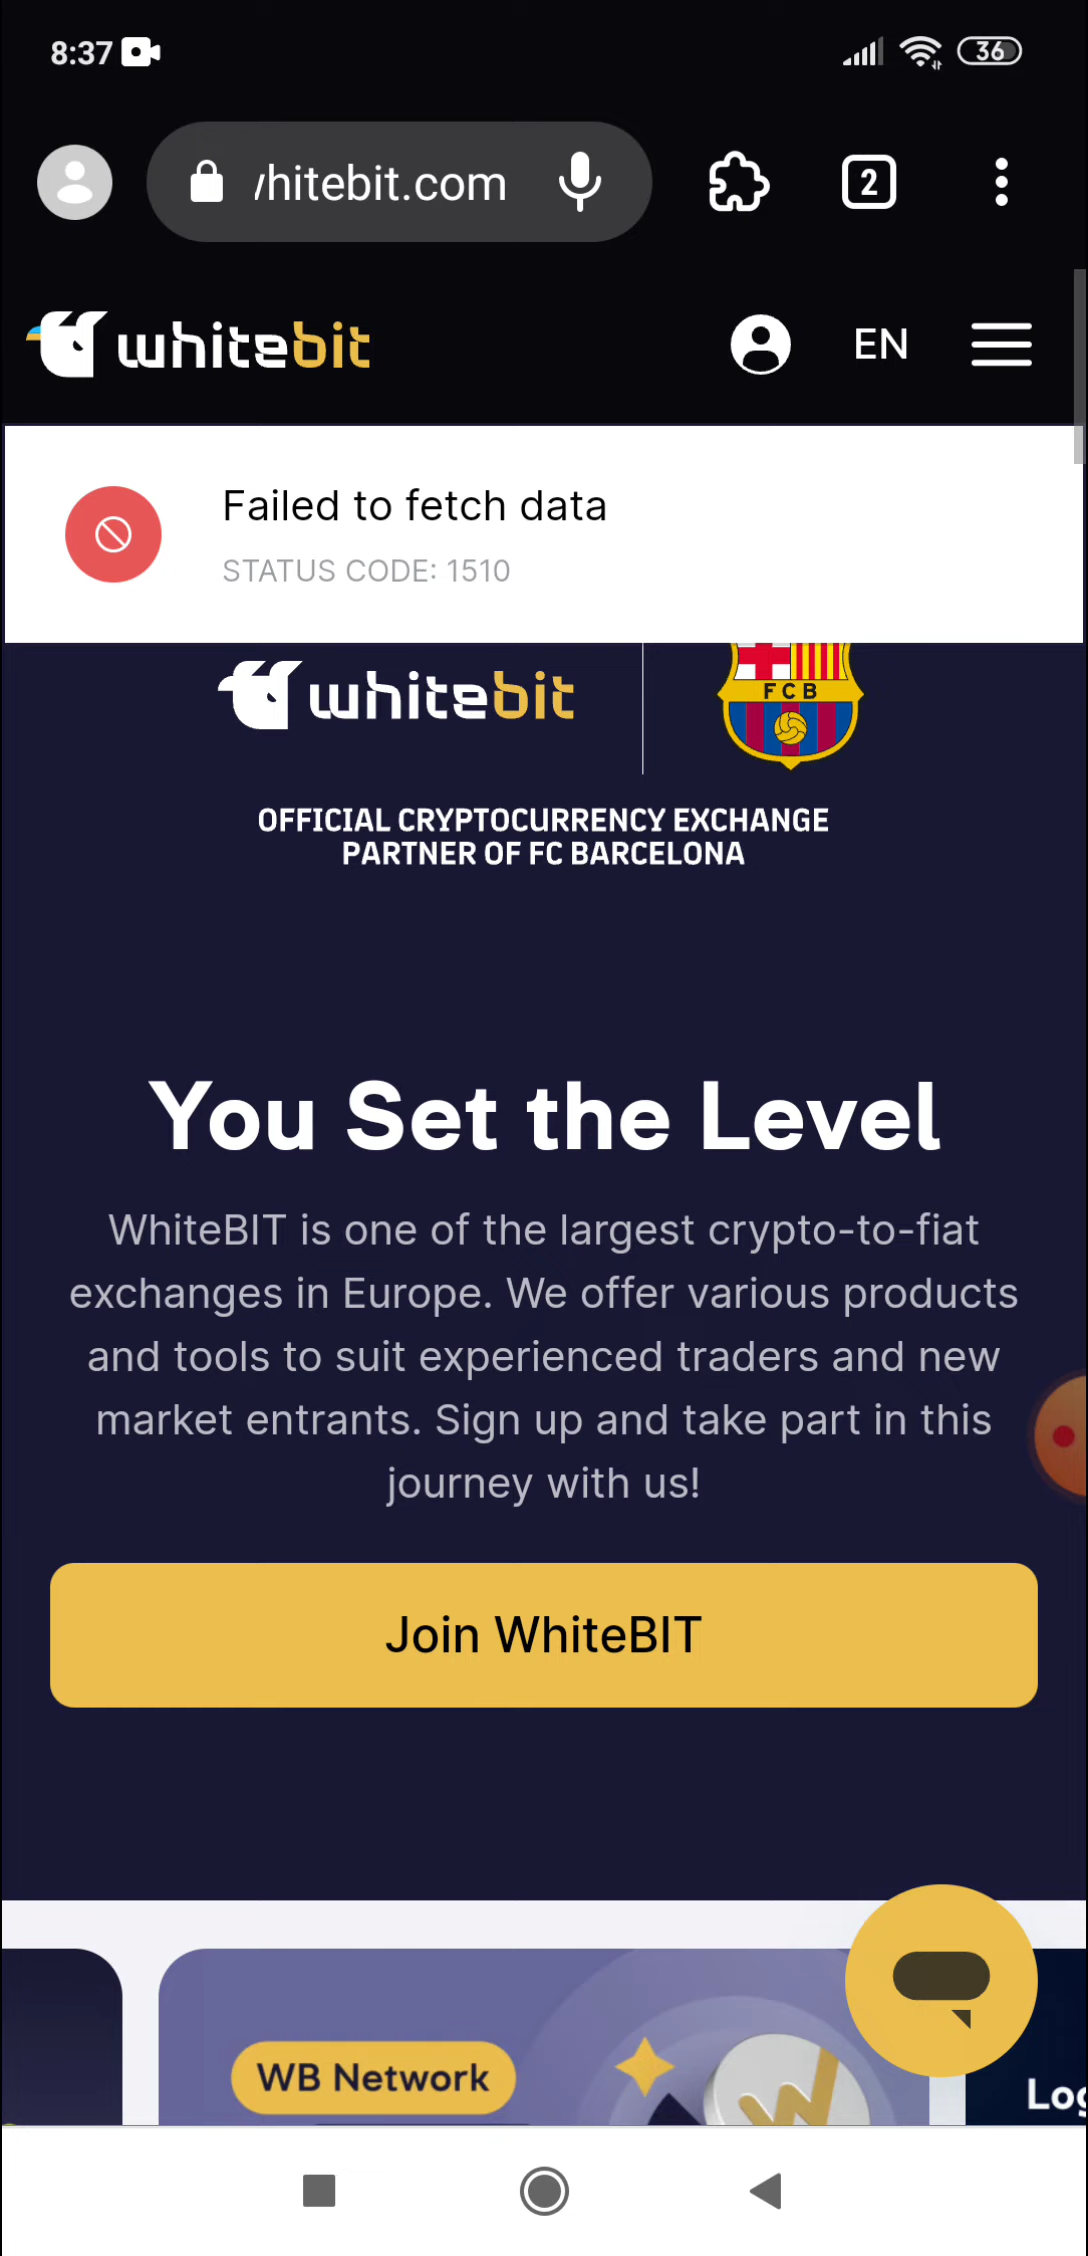 8:37
36
hitebit.com
2
whitebit
EN
Failed to fetch data
STATUS CODE: 1510
whitebit
FCB
OFFICIAL CRYPTOCURRENCY EXCHANGE
PARTNER OF FC BARCELONA
You Set the Level
WhiteBIT is one of the largest crypto-to-fiat
exchanges in Europe. We offer various products
and tools to suit experienced traders and new
market entrants. Sign up and take part in this
journey with us!
Join WhiteBIT
WB Network